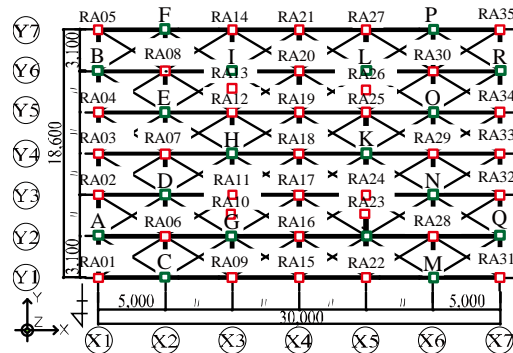 RA05 F RA14 RA21 RA27 P RA35
Y7
3,100
B RA08 I RA20 L RA30 R
RA13 RA26
Y6
RA04 E RA12 RA19 RA25 O RA34
Y5
18,600
RA03 RA07 H RA18 K RA29 RA33
Y4
RA02 D RA11 RA17 RA24 N RA32
Y3
RA10 RA23
A RA06 G RA16 J RA28 Q
Y2
3,100
RA01 C RA09 RA15 RA22 M RA31
Y1
Y
Z X
5,000 〃 〃 〃 〃 5,000
30,000
X1 X2 X3 X4 X5 X6 X7